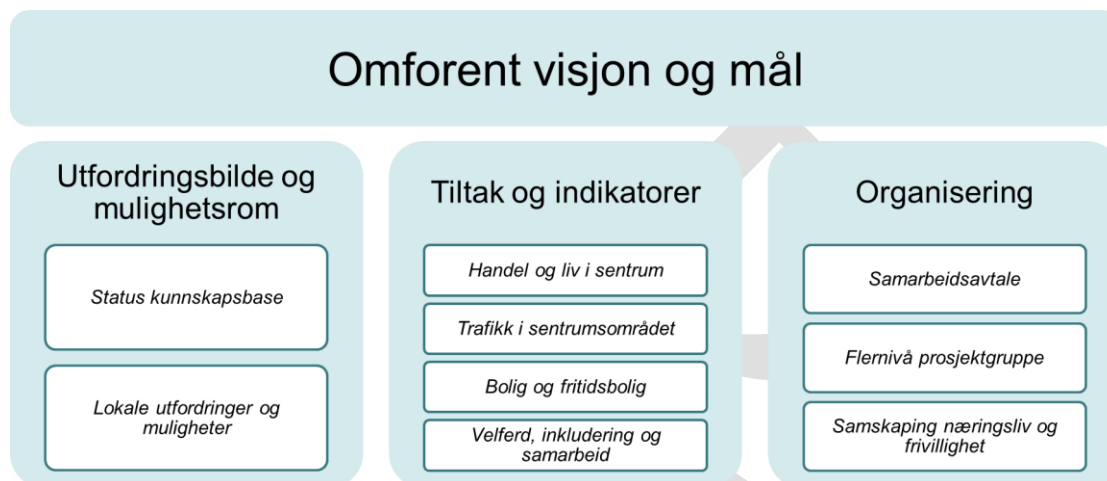 Omforent visjon og mål
Utfordringsbilde og
mulighetsrom
Status kunnskapsbase
Lokale utfordringer og
muligheter
Tiltak og indikatorer
Handel og liv i sentrum
Trafikk i sentrumsområdet
Bolig og fritidsbolig
Velferd, inkludering og
samarbeid
Organisering
Samarbeidsavtale
Flernivå prosjektgruppe
Samskaping næringsliv og
frivillighet